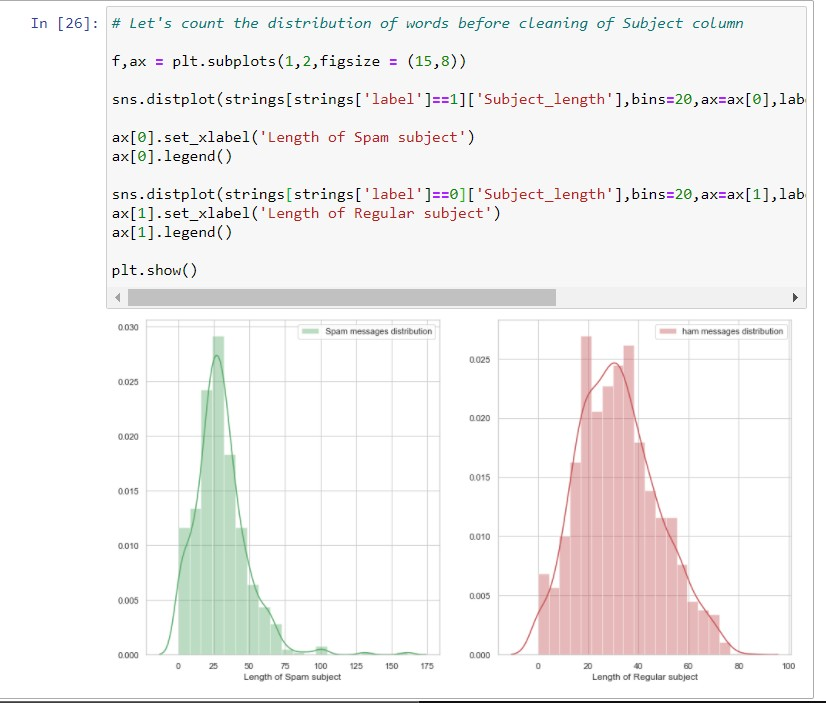 In [26]: # Let's count the distribution of words before cleaning of Subject column
f,ax = plt.subplots(1,2,figsize = (15,8))
sns.distplot(strings[strings['label']==1]['Subject_length'],bins=20,ax=ax[0],lab
ax[0].set_xlabel('Length of Spam subject')
ax[0].legend()
sns.distplot(strings[strings['label']==0]['Subject_length'],bins=20,ax=ax[1],lab
ax[1].set_xlabel('Length of Regular subject')
ax[1].legend()
plt.show()
Spam messages distribution
0.030
0.025
0.020
0.015
0.010
0.005
0.000
0 25 50 75 100 125 150 175
Length of Spam subject
ham messages distribution
0.025
0.020
0.015
0.010
0.005
0.000
0 20 40 60 80 100
Length of Regular subject